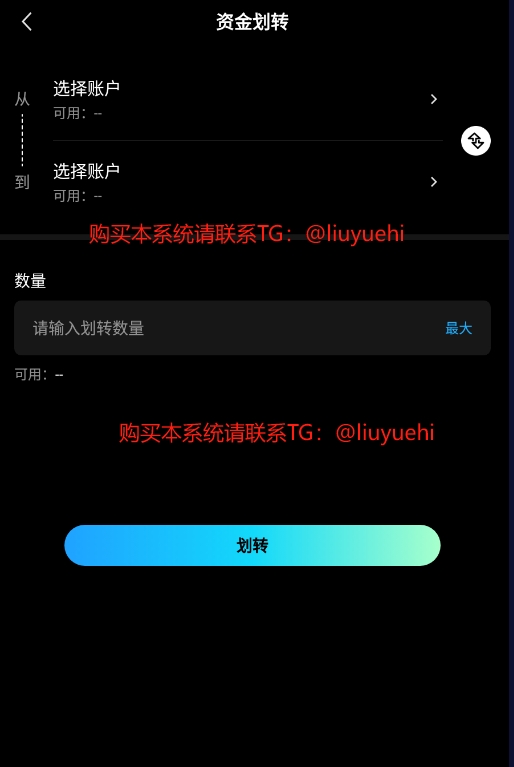 资金划转
从
选择账户
可用：--
到
选择账户
可用：--
购买本系统请联系TG：@liuyuehi
数量
请输入划转数量
最大
可用：--
购买本系统请联系TG：@liuyuehi
划转